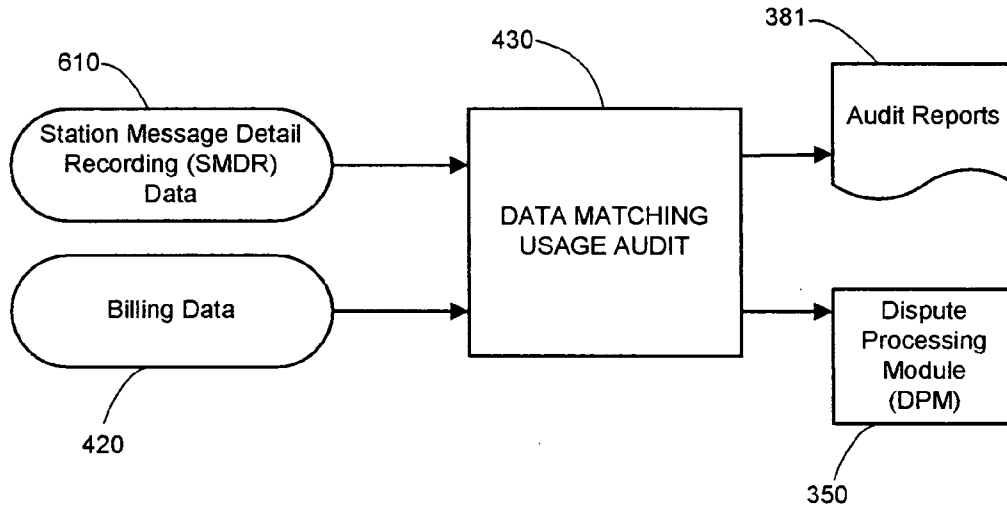 610
Station Message Detail
Recording (SMDR)
Data
Billing Data
420
430
DATA MATCHING
USAGE AUDIT
381
Audit Reports
Dispute
Processing
Module
(DPM)
350